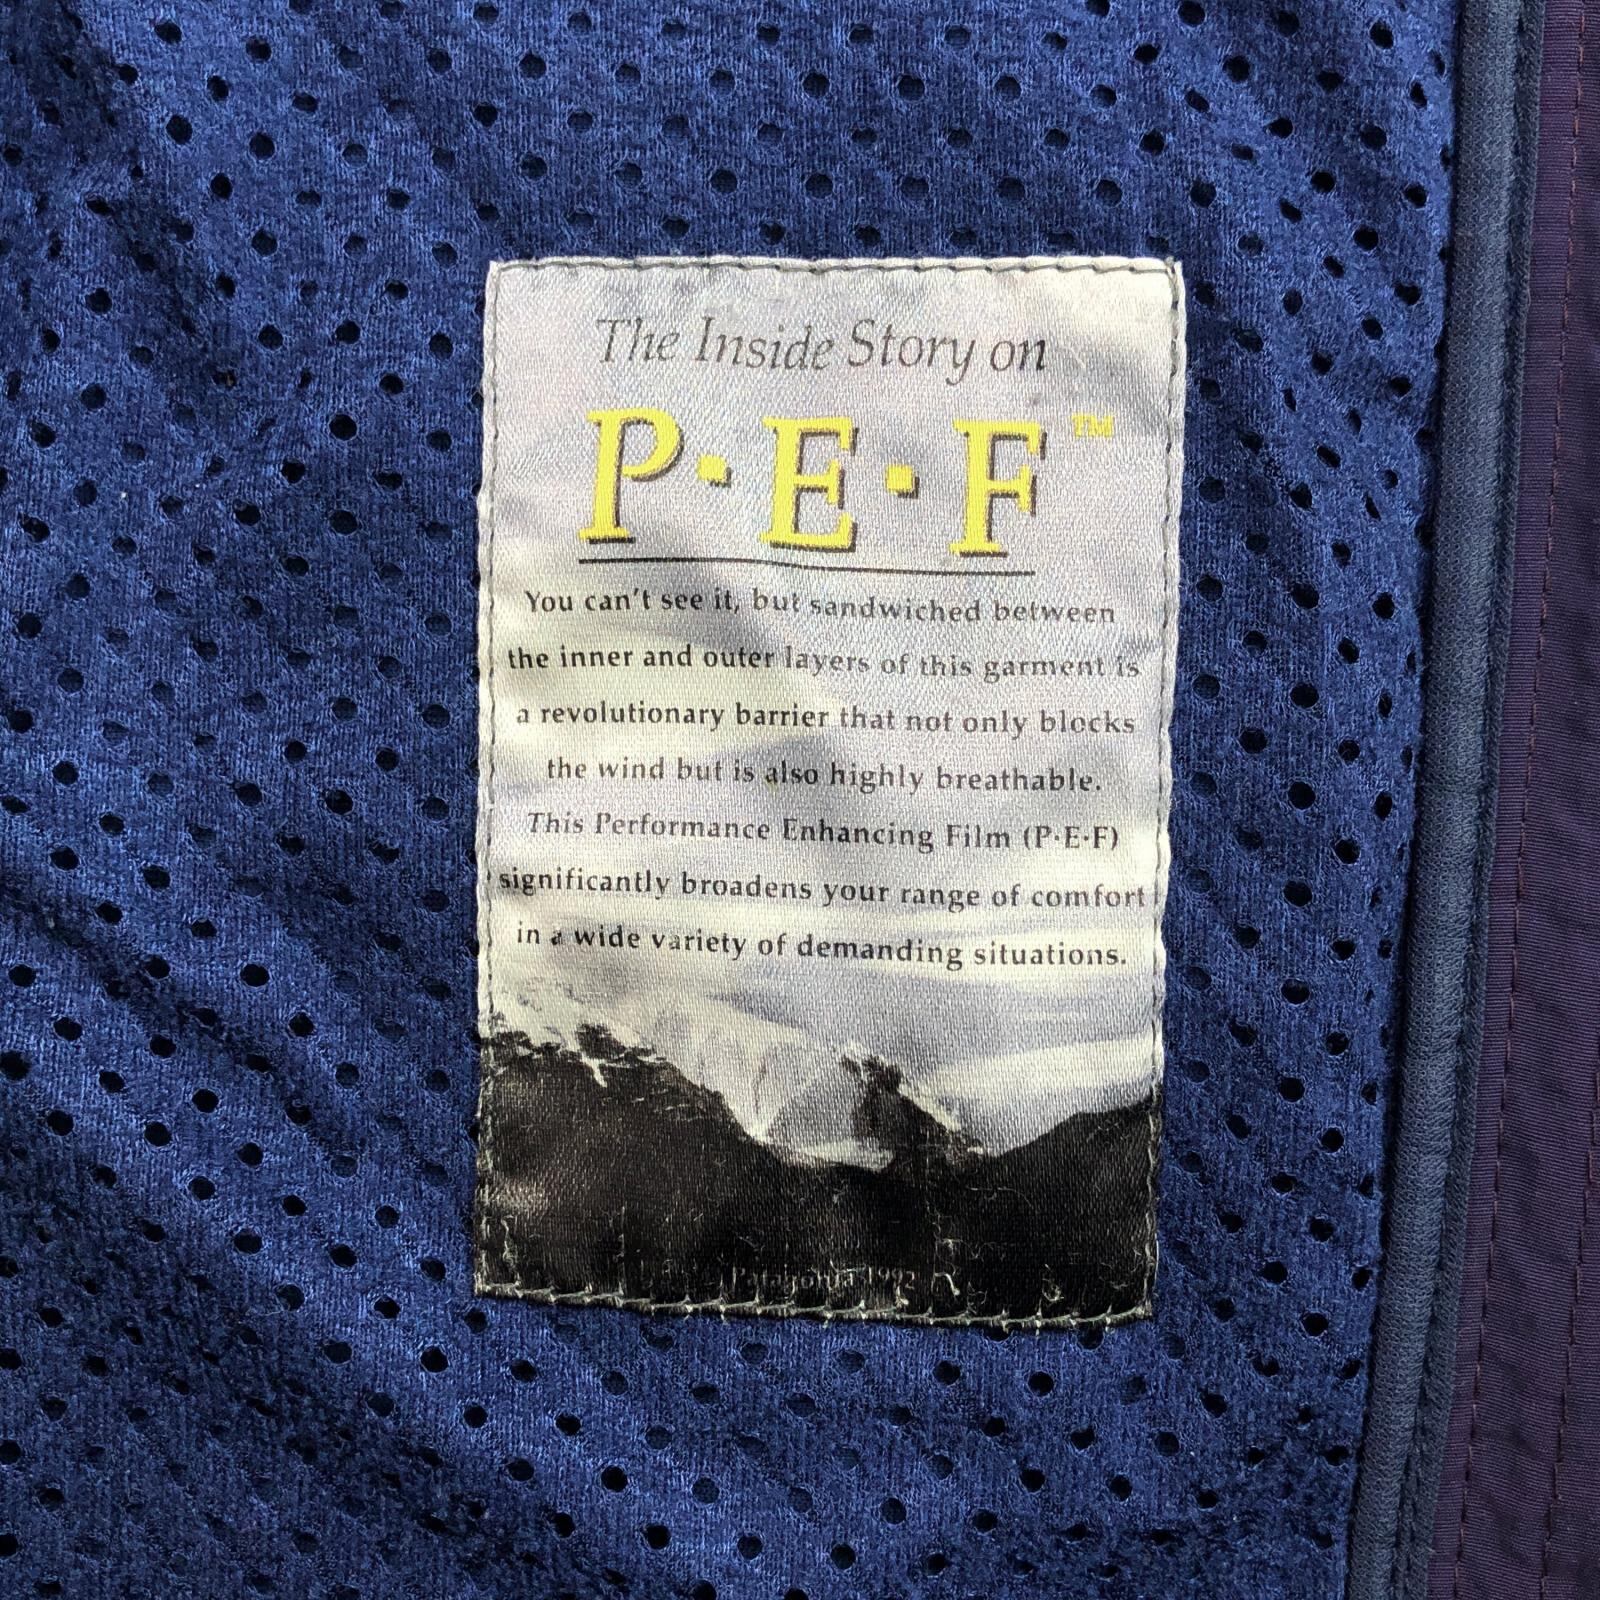 The Inside Story on
P·E·F™
You can't see it, but sandwiched between
the inner and outer layers of this garment is
a revolutionary barrier that not only blocks
the wind but is also highly breathable.
This Performance Enhancing Film (P·E·F)
significantly broadens your range of comfort
in a wide variety of demanding situations.
Patagonia 1992